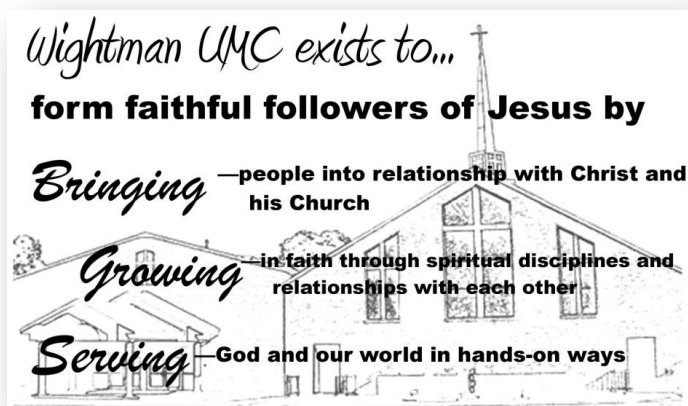 Wightman UMC exists to...
form faithful followers of Jesus by
Bringing —people into relationship with Christ and
his Church
Growing —in faith through spiritual disciplines and
relationships with each other
Serving —God and our world in hands-on ways